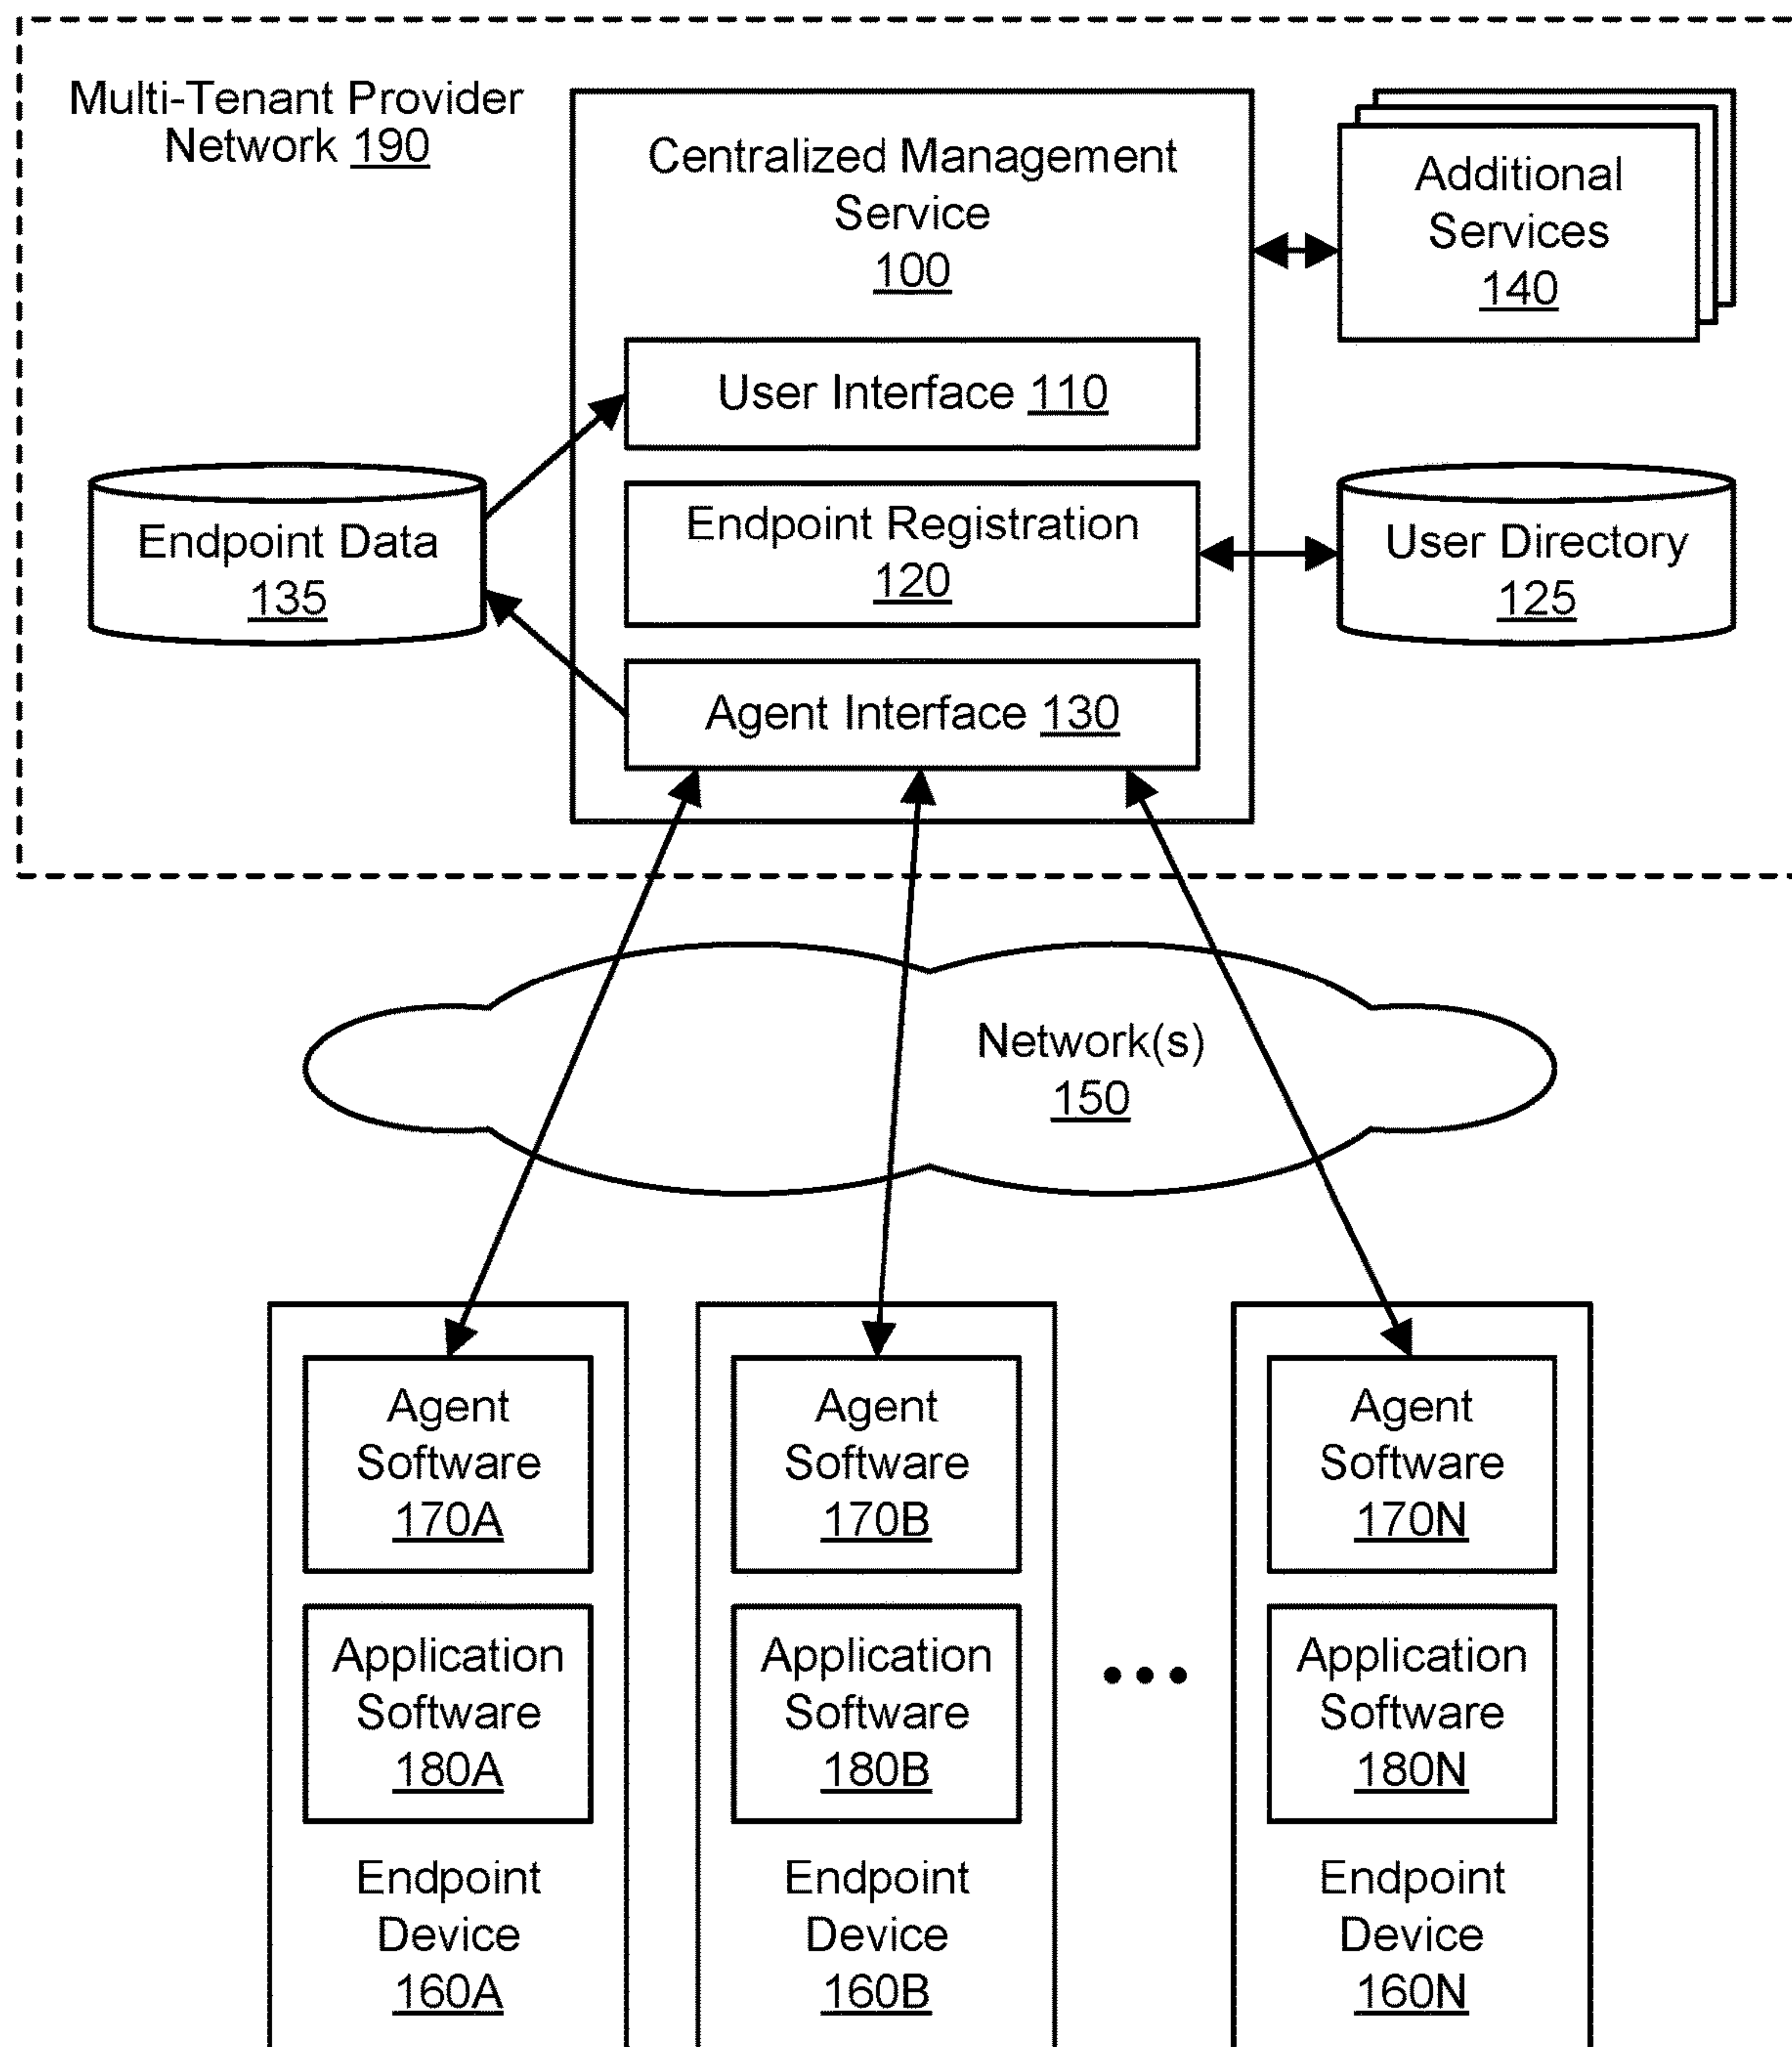 Multi-Tenant Provider
Network 190
Centralized Management
Service
100
Additional
Services
140
User Interface 110
Endpoint Data
135
Endpoint Registration
120
User Directory
125
Agent Interface 130
Network(s)
150
Agent
Software
170A
Application
Software
180A
Endpoint
Device
160A
Agent
Software
170B
Application
Software
180B
Endpoint
Device
160B
•••
Agent
Software
170N
Application
Software
180N
Endpoint
Device
160N